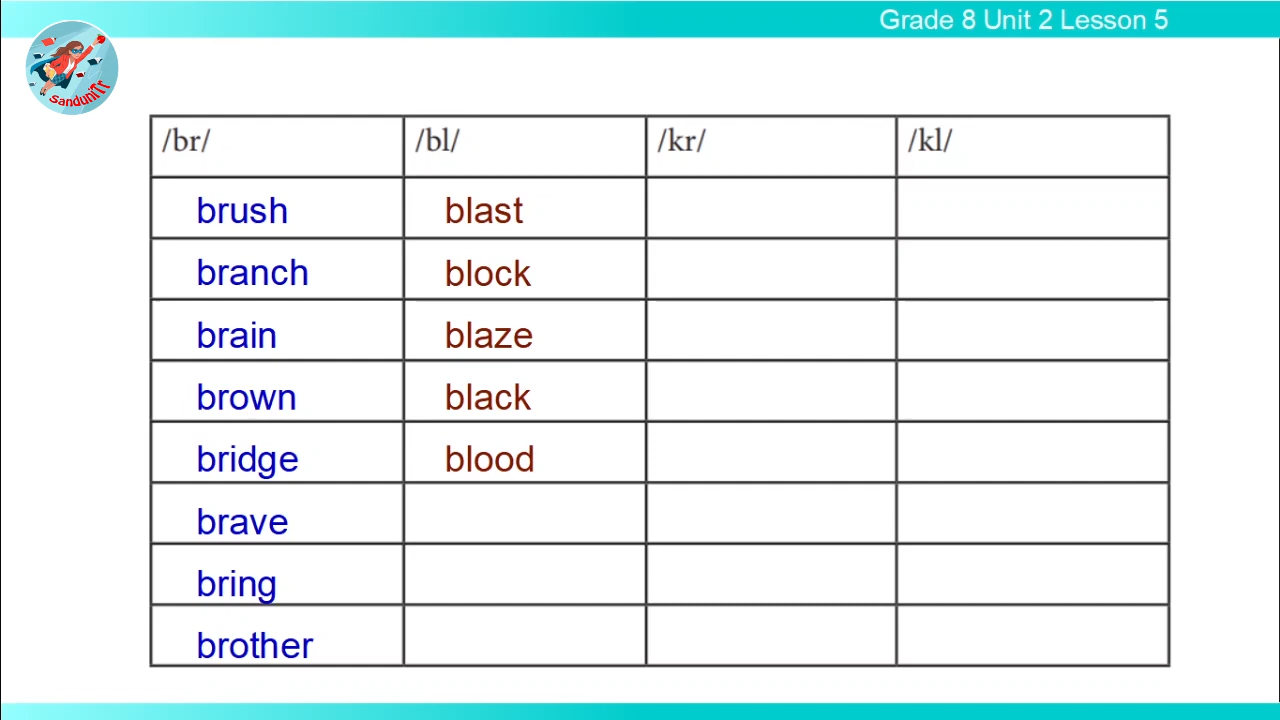 Grade 8 Unit 2 Lesson 5
SanduniTr
/br/ /bl/ /kr/ /kl/
brush blast
branch block
brain blaze
brown black
bridge blood
brave
bring
brother